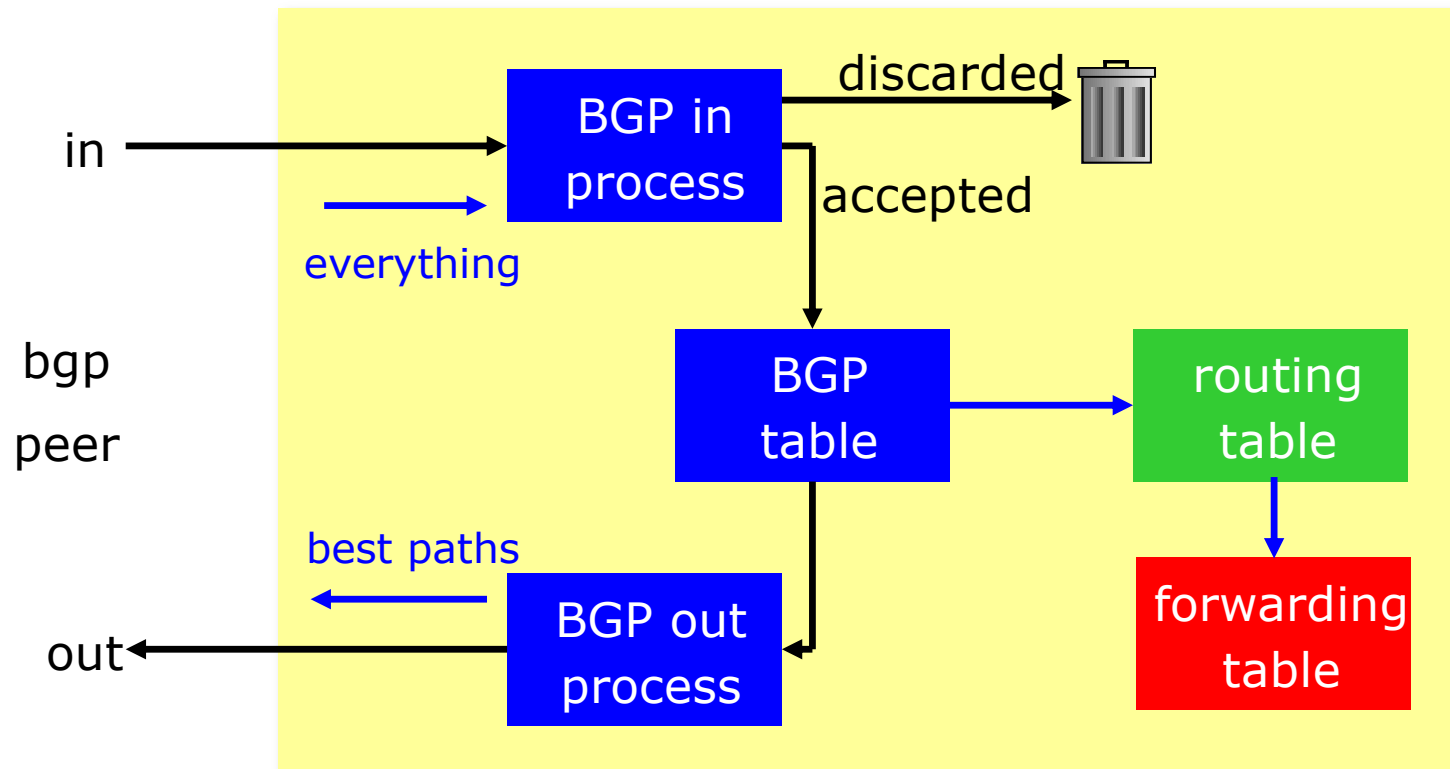 discarded
BGP in
process
in
accepted
everything
bgp
peer
BGP
table
routing
table
best paths
BGP out
process
out
forwarding
table